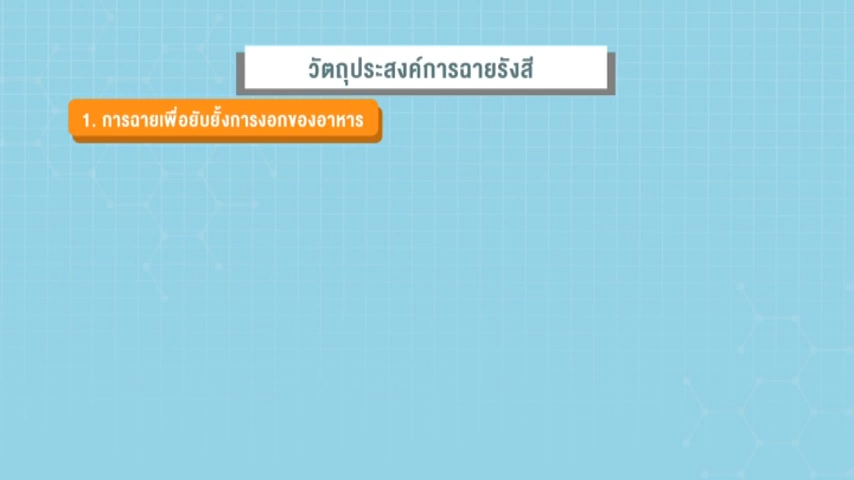 วัตถุประสงค์การฉายรังสี
1. การฉายเพื่อยับยั้งการงอกของอาหาร